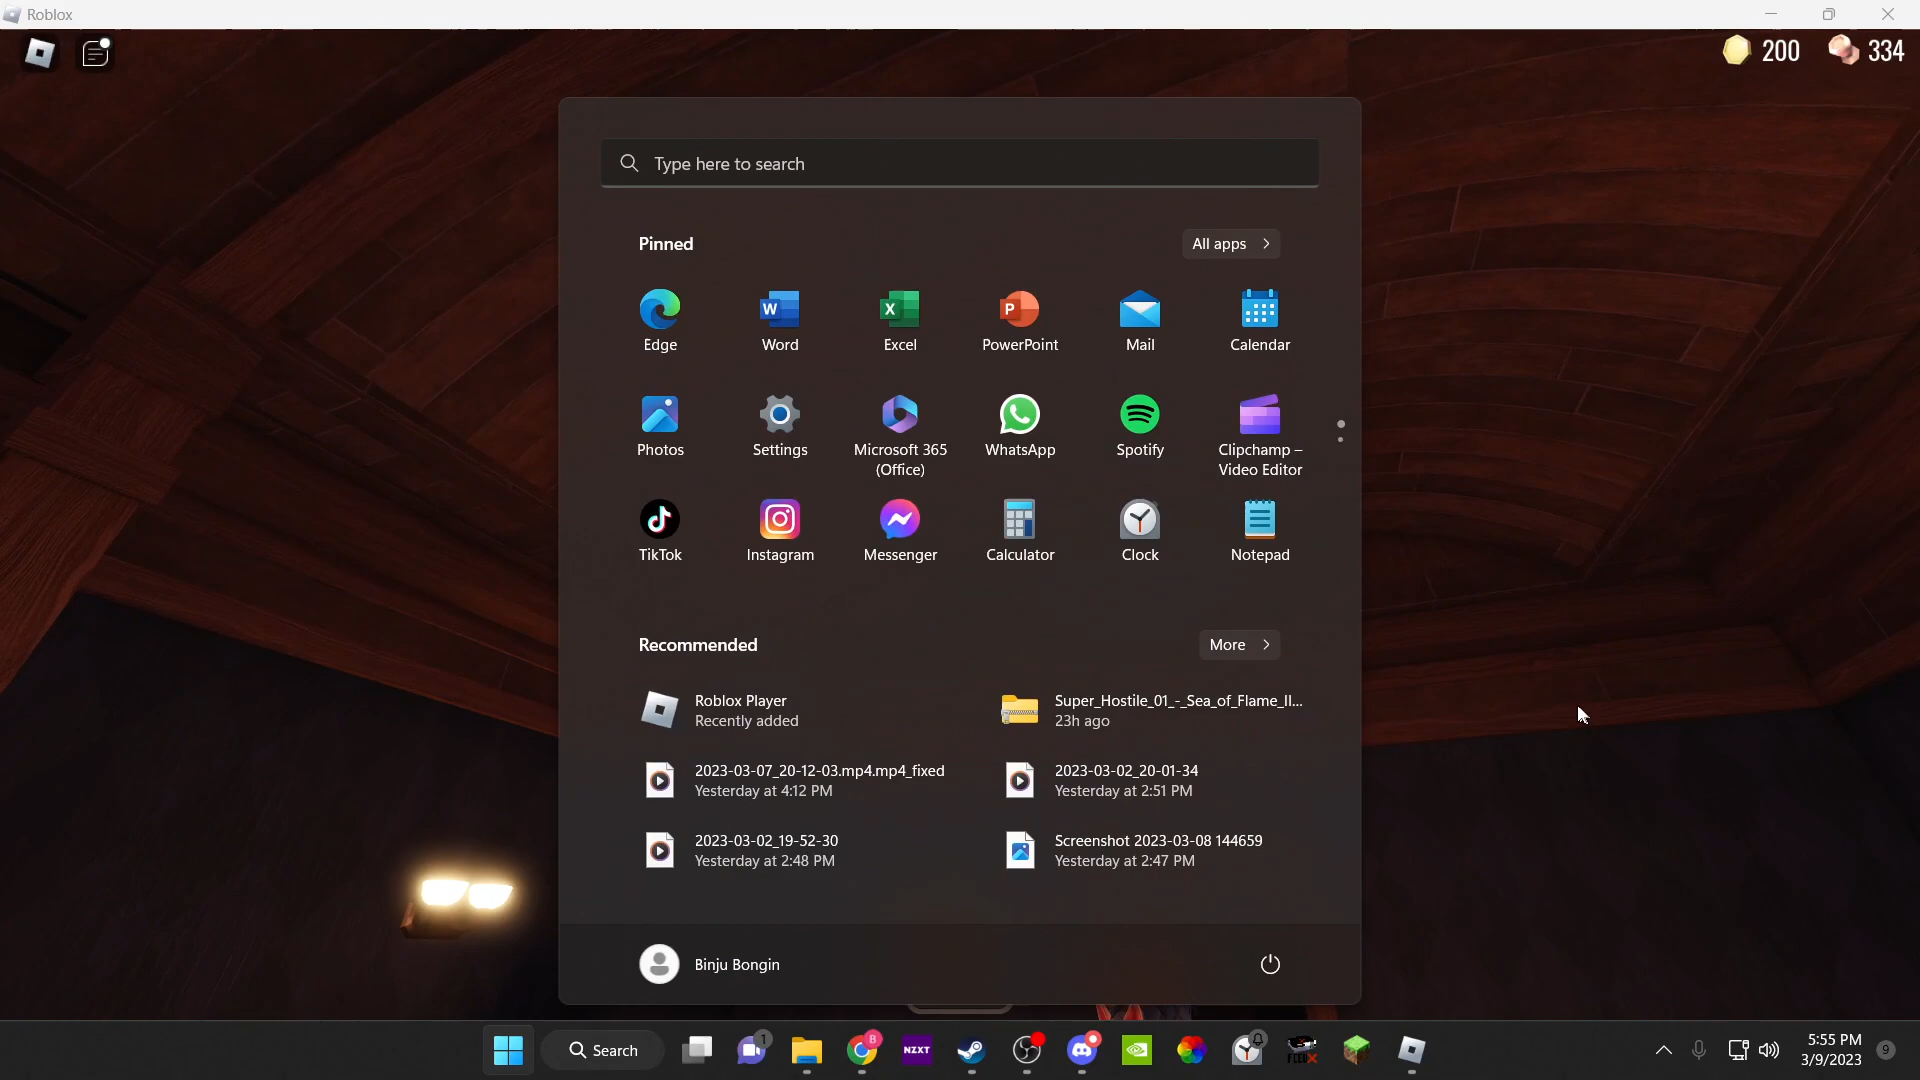 Roblox
200
334
Type here to search
Pinned
All apps
Edge
Word
Excel
PowerPoint
Mail
Calendar
Photos
Settings
Microsoft 365
(Office)
WhatsApp
Spotify
Clipchamp –
Video Editor
TikTok
Instagram
Messenger
Calculator
Clock
Notepad
Recommended
More
Roblox Player
Recently added
Super_Hostile_01_-_Sea_of_Flame_II...
23h ago
2023-03-07_20-12-03.mp4.mp4_fixed
Yesterday at 4:12 PM
2023-03-02_20-01-34
Yesterday at 2:51 PM
2023-03-02_19-52-30
Yesterday at 2:48 PM
Screenshot 2023-03-08 144659
Yesterday at 2:47 PM
Binju Bongin
Search
1
B
NZXT
5:55 PM
3/9/2023
9